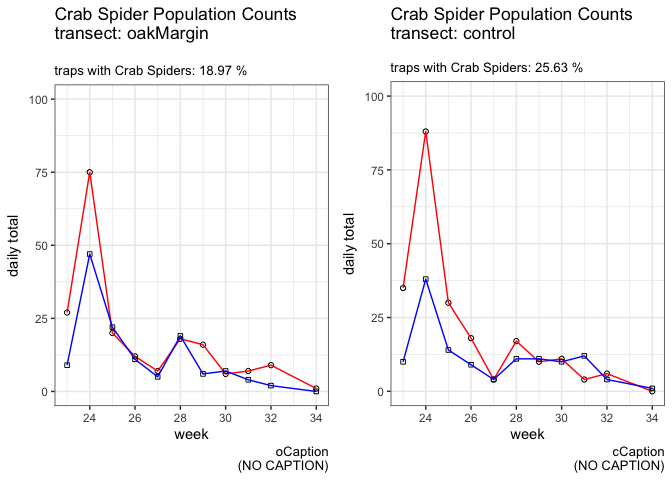 Crab Spider Population Counts
transect: oakMargin
traps with Crab Spiders: 18.97 %
100
75
50
25
0
daily total
24
26
28
30
32
34
week
oCaption
(NO CAPTION)
Crab Spider Population Counts
transect: control
traps with Crab Spiders: 25.63 %
100
75
50
25
0
daily total
24
26
28
30
32
34
week
oCaption
(NO CAPTION)